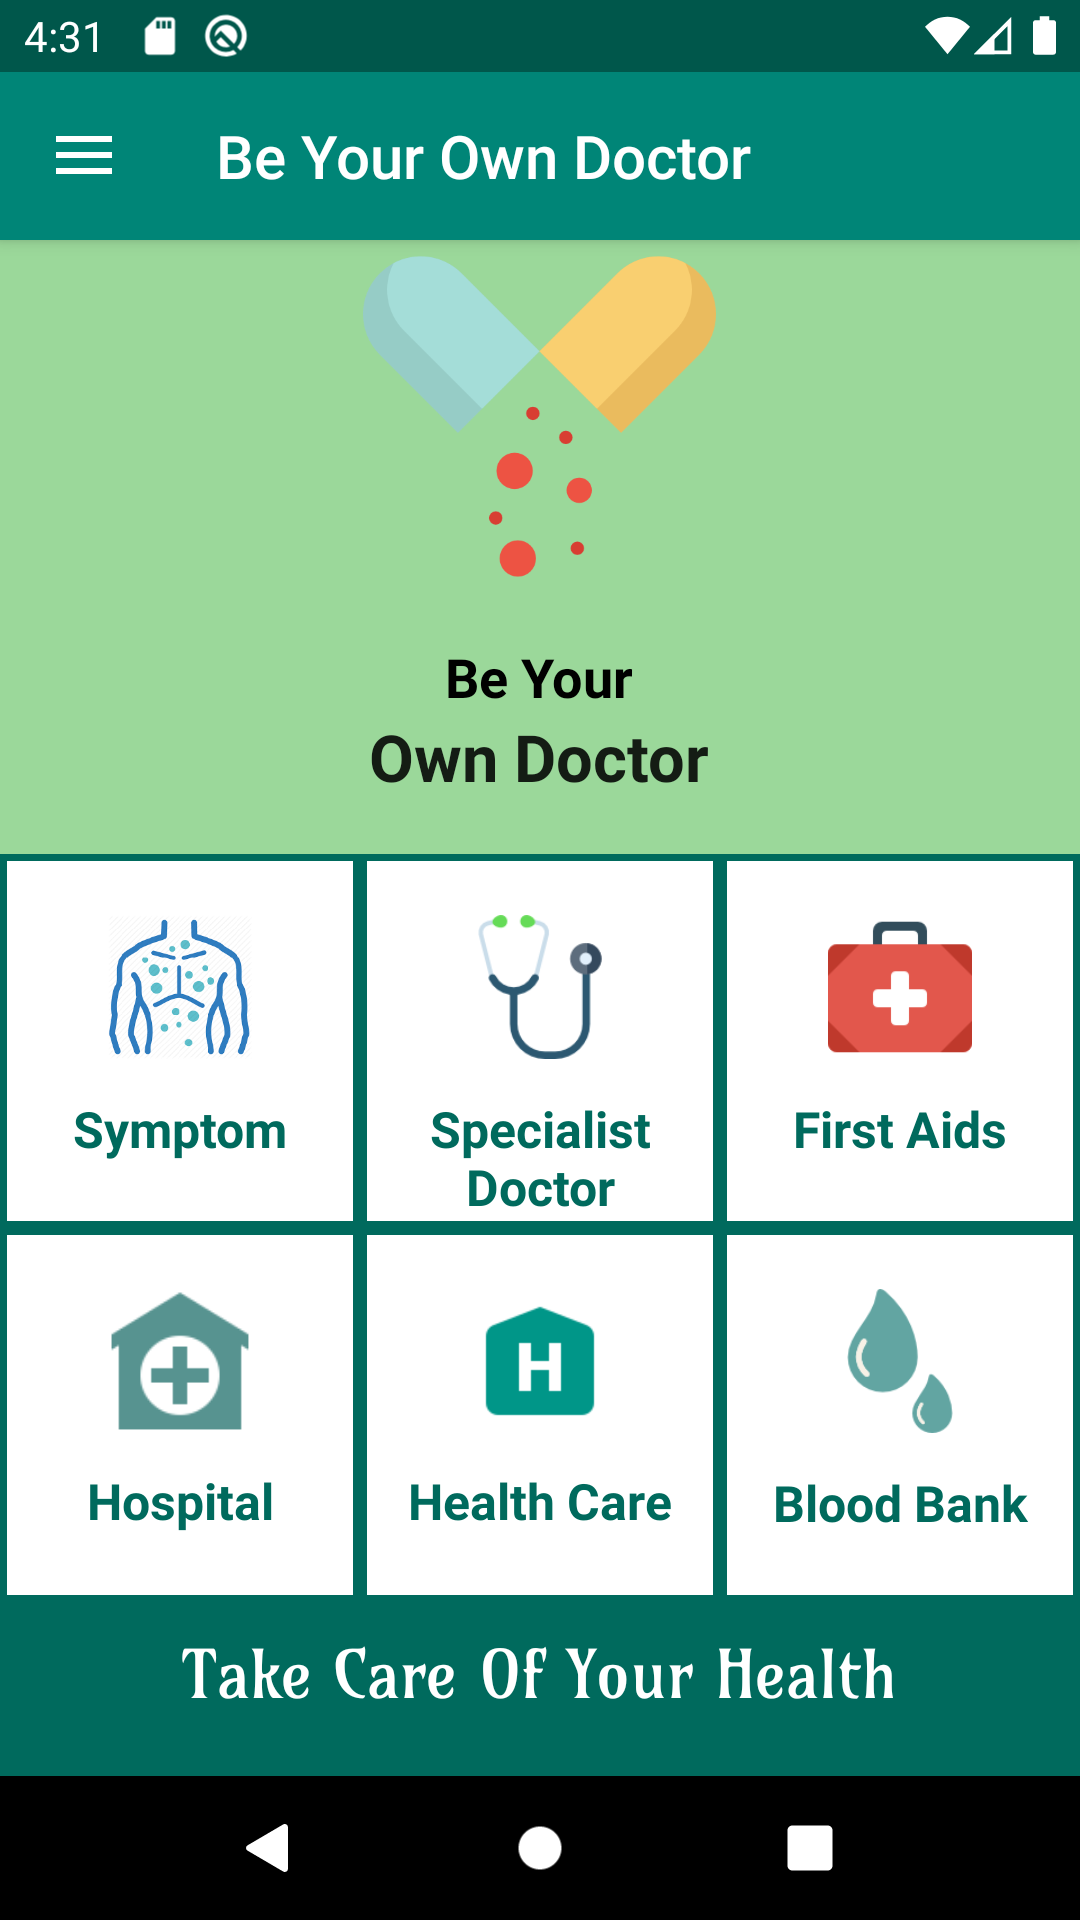 4:31
Be Your Own Doctor
Be Your
Own Doctor
Symptom
Specialist
Doctor
First Aids
H
Hospital
Health Care
Blood Bank
Take Care Of Your Health